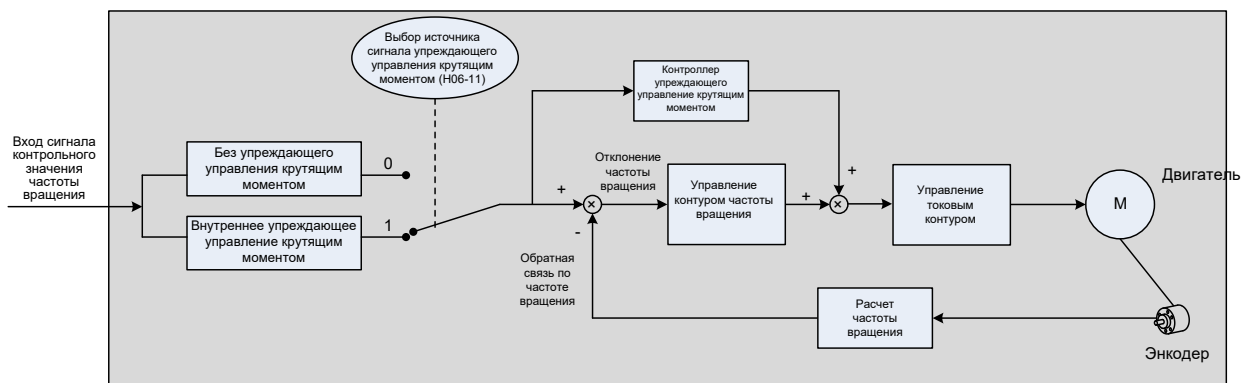 Выбор источника
сигнала упреждающего
управления крутящим
моментом (H06-11)
Контроллер
упреждающего
управление крутящим
моментом
Вход сигнала
контрольного
значения
частоты
вращения
Без упреждающего
управления крутящим
моментом
0
Внутреннее упреждающее
управление крутящим
моментом
1
+
-
Отклонение
частоты
вращения
Управление
контуром частоты
вращения
+
+
Управление
токовым
контуром
Двигатель
M
Обратная
связь по
частоте
вращения
Расчет
частоты
вращения
Энкодер